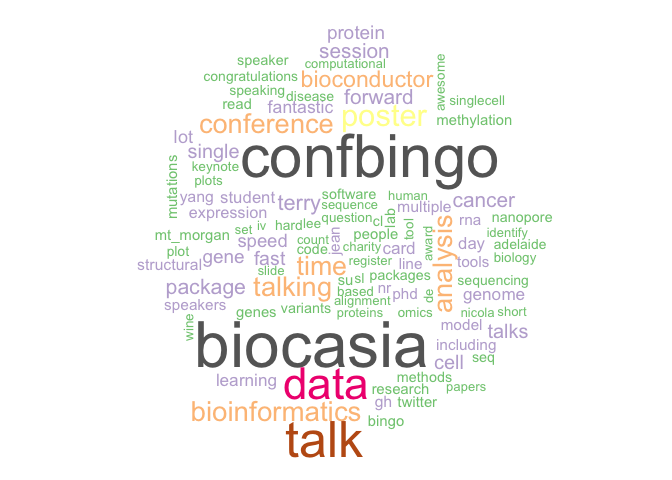 protein
speaker session
computational
congratulations bioconductor awesome
speaking disease forward singlecell
read fantastic poster methylation
conference
lot
single confbingo
keynote
plots
mutations yang student software human cancer
expression terry sequence multiple
set iv hard lee question cl lab rna nanopore
mt_morgan count jean people tool analysis day identify
plot speed code charity card award adelaide
structural gene fast time register line tools biology
slide su sl packages sequencing
package talking based nr phd de genome
speakers alignment
genes variants proteins omics nicola short
wine model talks
biocasia including
cell seq
learning data methods
research papers
bioinformatics gh twitter
bingo
talk